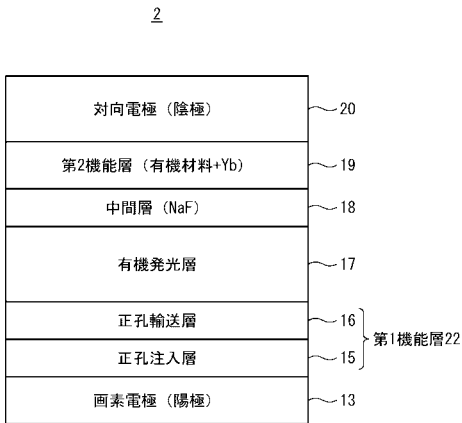 2
対向電極（陰極） 20
第2機能層（有機材料+Yb） 19
中間層（NaF） 18
有機発光層 17
正孔輸送層 16
第1機能層22
正孔注入層 15
画素電極（陽極） 13